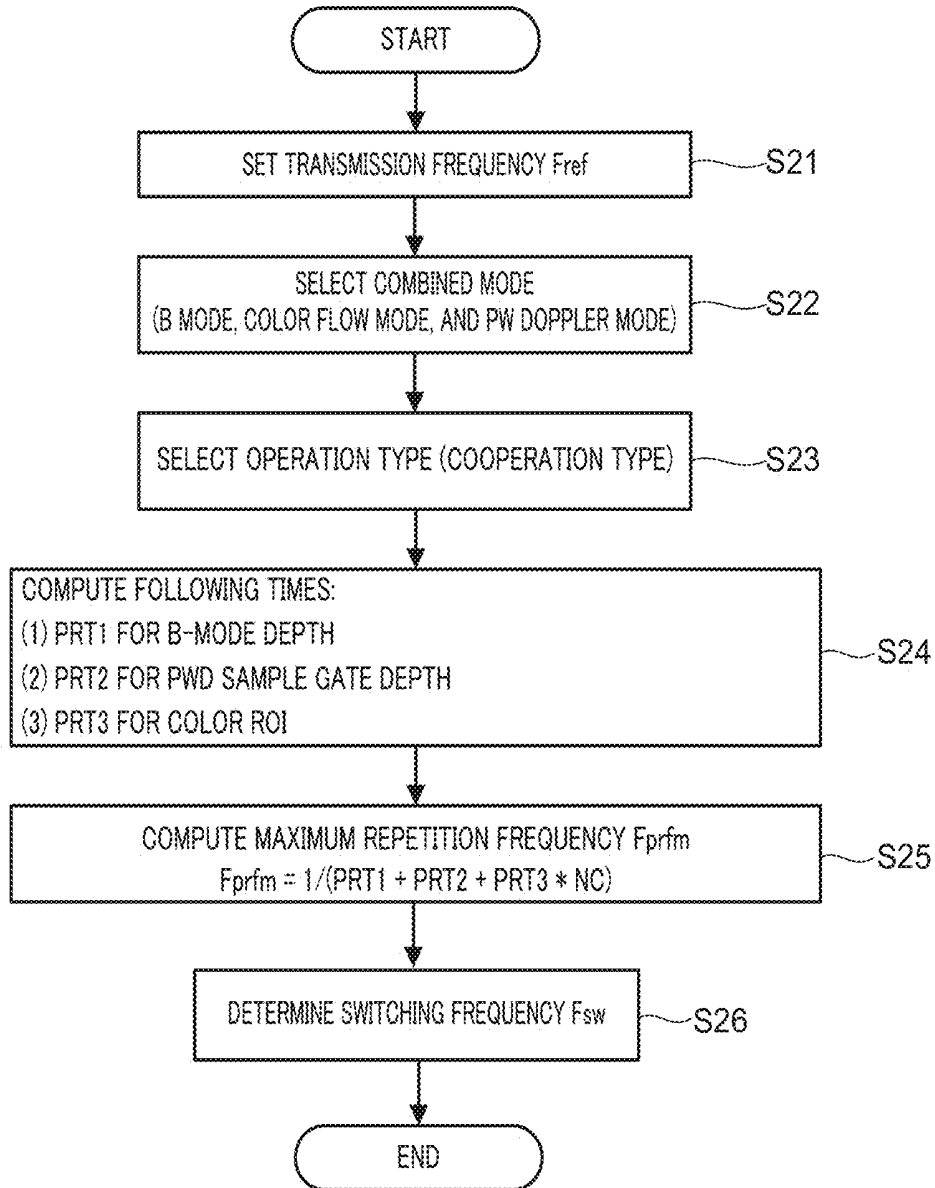 START
SET TRANSMISSION FREQUENCY Fref
S21
SELECT COMBINED MODE
(B MODE, COLOR FLOW MODE, AND PW DOPPLER MODE)
S22
SELECT OPERATION TYPE (COOPERATION TYPE)
S23
COMPUTE FOLLOWING TIMES:
(1) PRT1 FOR B-MODE DEPTH
(2) PRT2 FOR PWD SAMPLE GATE DEPTH
(3) PRT3 FOR COLOR ROI
S24
COMPUTE MAXIMUM REPETITION FREQUENCY Fprfm
Fprfm = 1/(PRT1 + PRT2 + PRT3 * NC)
S25
DETERMINE SWITCHING FREQUENCY Fsw
S26
END